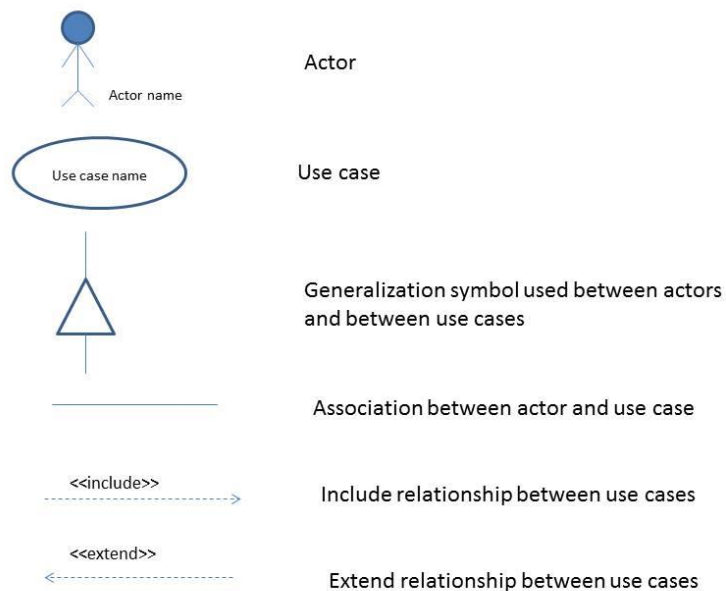 Actor name
Actor
Use case name
Use case
Generalization symbol used between actors
and between use cases
Association between actor and use case
<<include>>
Include relationship between use cases
<<extend>>
Extend relationship between use cases